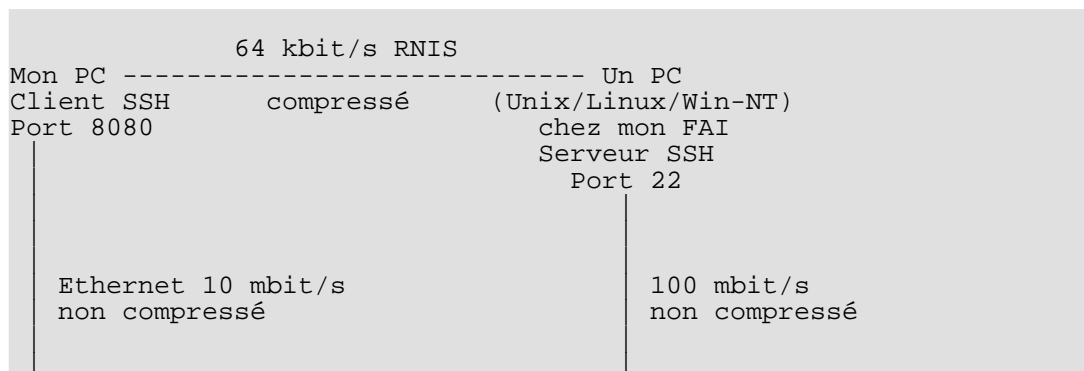 64 kbit/s RNIS
Mon PC ----------------------------- Un PC
Client SSH compressé (Unix/Linux/Win-NT)
Port 8080 chez mon FAI
Serveur SSH
Port 22
Ethernet 10 mbit/s 100 mbit/s
non compressé non compressé